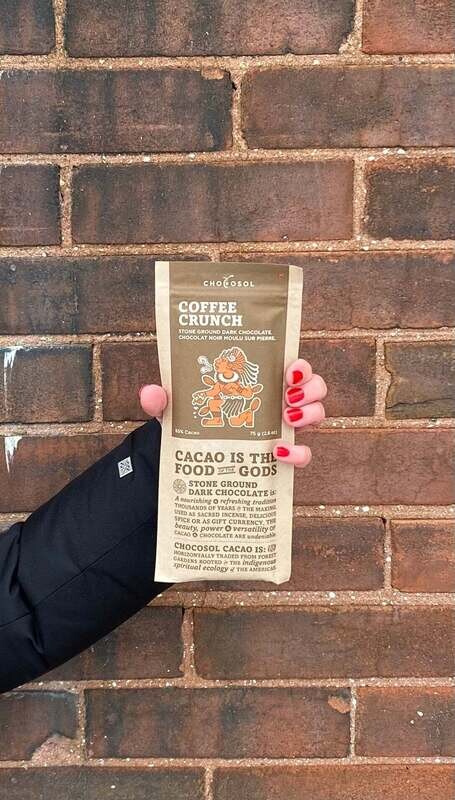 CHOCOSOL
COFFEE
CRUNCH
STONE GROUND DARK CHOCOLATE.
CHOCOLAT NOIR MOULU SUR PIERRE.
65% Cacao
75 g (2,6 oz)
CACAO IS THE
FOOD OF THE GODS
STONE GROUND
DARK CHOCOLATE is:
A nourishing & refreshing tradition
THOUSANDS OF YEARS in THE MAKING,
USED AS SACRED INCENSE, DELICIOUS
SPICE OR AS GIFT CURRENCY, THE
beauty, power & versatility OF
CACAO & CHOCOLATE ARE undeniable.
CHOCOSOL CACAO IS:
HORIZONTALLY TRADED FROM FOREST
GARDENS ROOTED in THE indigenous
spiritual ecology of THE AMERICAS